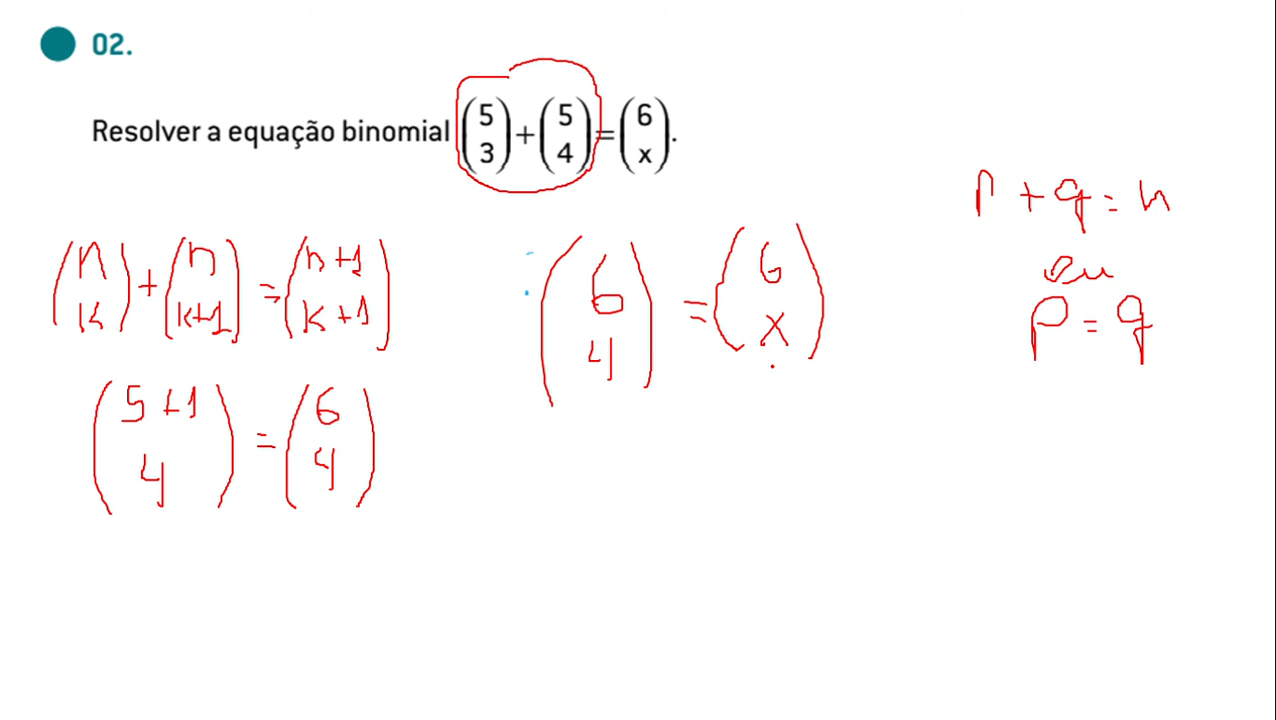 02.
Resolver a equação binomial (5 3) + (5 4) = (6 x).
p + q = n
ou
p = q
(n k) + (n k+1) = (n+1 k+1)
(5+1 4) = (6 4)
(6 4) = (6 x)